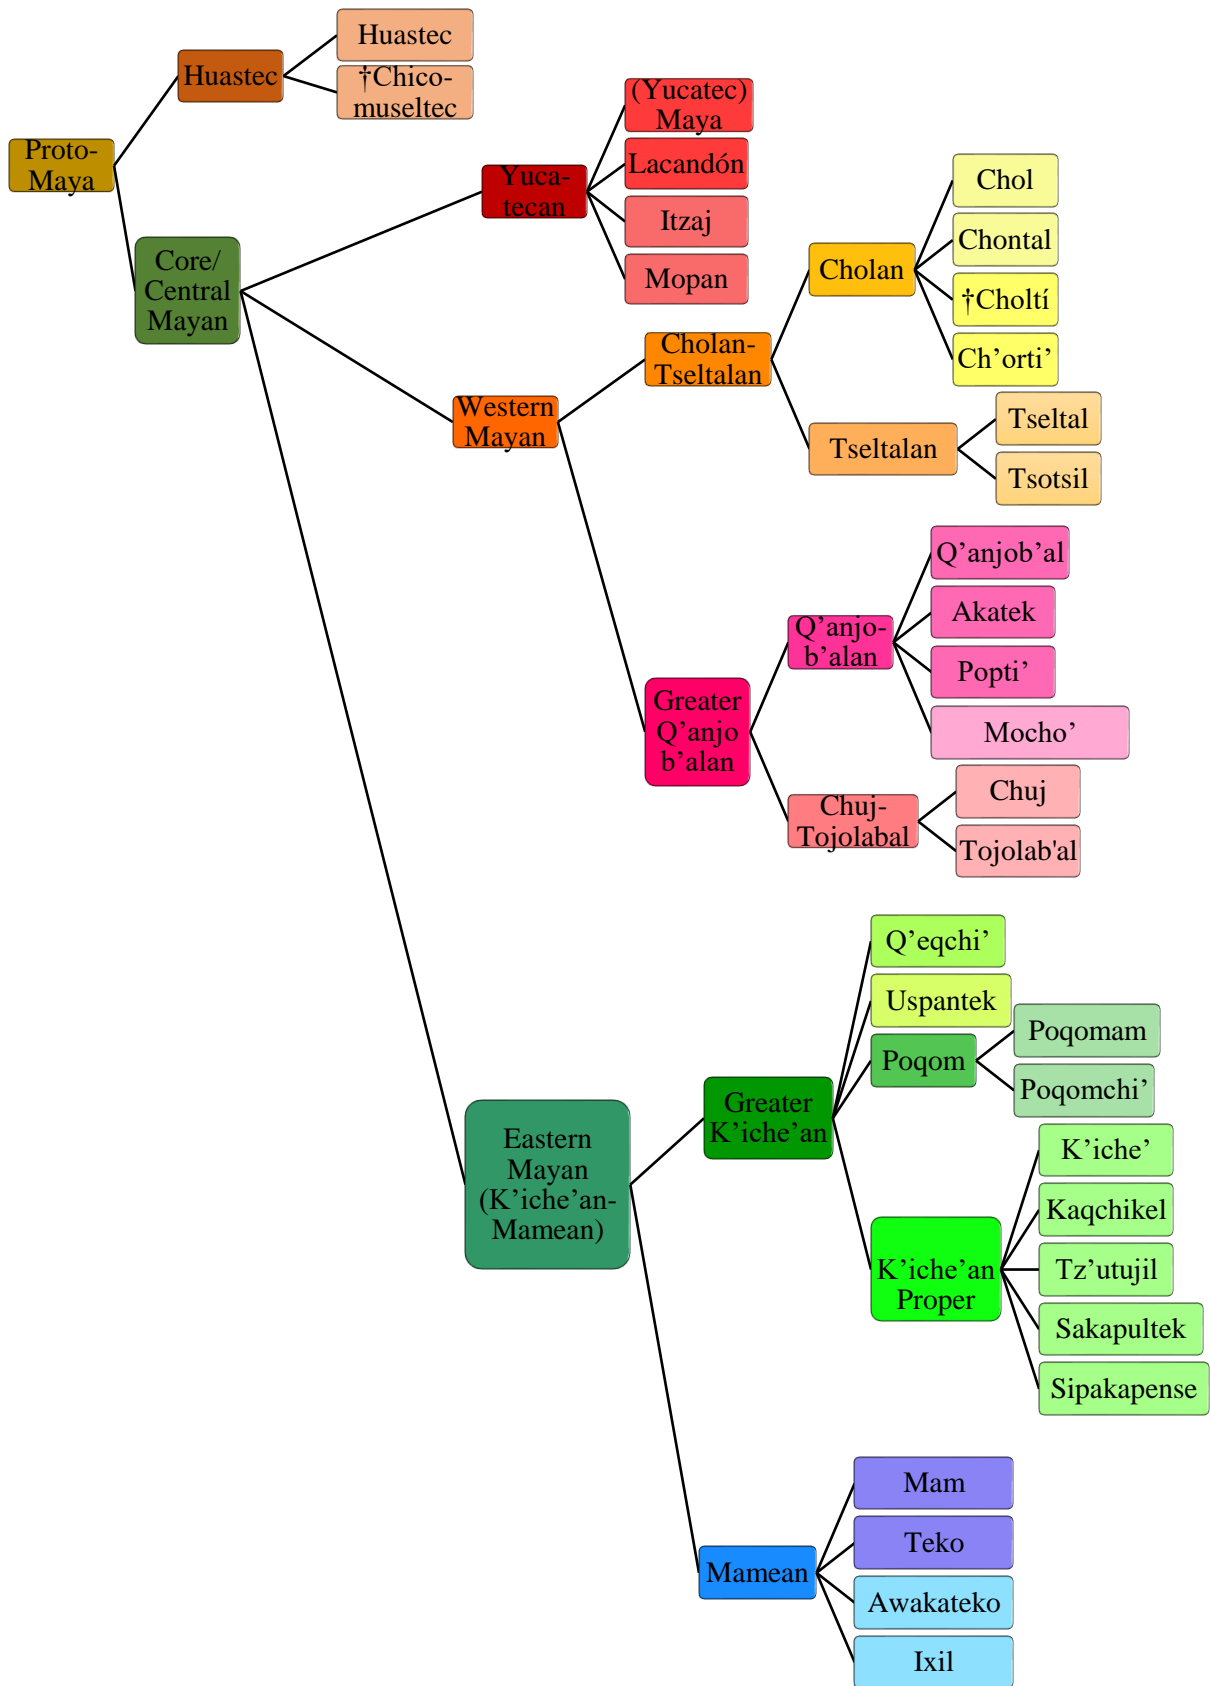 Proto-
Maya
Huastec
Huastec
†Chico-
museltec
Core/
Central
Mayan
Yuca-
tecan
(Yucatec)
Maya
Lacandón
Itzaj
Mopan
Western
Mayan
Cholan-
Tseltalan
Cholan
Chol
Chontal
†Choltí
Ch’orti’
Tseltalan
Tseltal
Tsotsil
Greater
Q’anjo
b’alan
Q’anjo-
b’alan
Q’anjob’al
Akatek
Popti’
Mocho’
Chuj-
Tojolabal
Chuj
Tojolab'al
Eastern
Mayan
(K’iche’an-
Mamean)
Greater
K’iche’an
Q’eqchi’
Uspantek
Poqom
Poqomam
Poqomchi’
K’iche’an
Proper
K’iche’
Kaqchikel
Tz’utujil
Sakapultek
Sipakapense
Mamean
Mam
Teko
Awakateko
Ixil